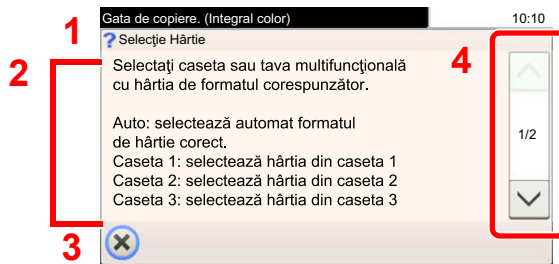 Gata de copiere. (Integral color)
10:10
1
? Selecţie Hârtie
2
4
Selectaţi caseta sau tava multifuncţională
cu hârtia de formatul corespunzător.
Auto: selectează automat formatul
de hârtie corect.
1/2
Caseta 1: selectează hârtia din caseta 1
Caseta 2: selectează hârtia din caseta 2
Caseta 3: selectează hârtia din caseta 3
3